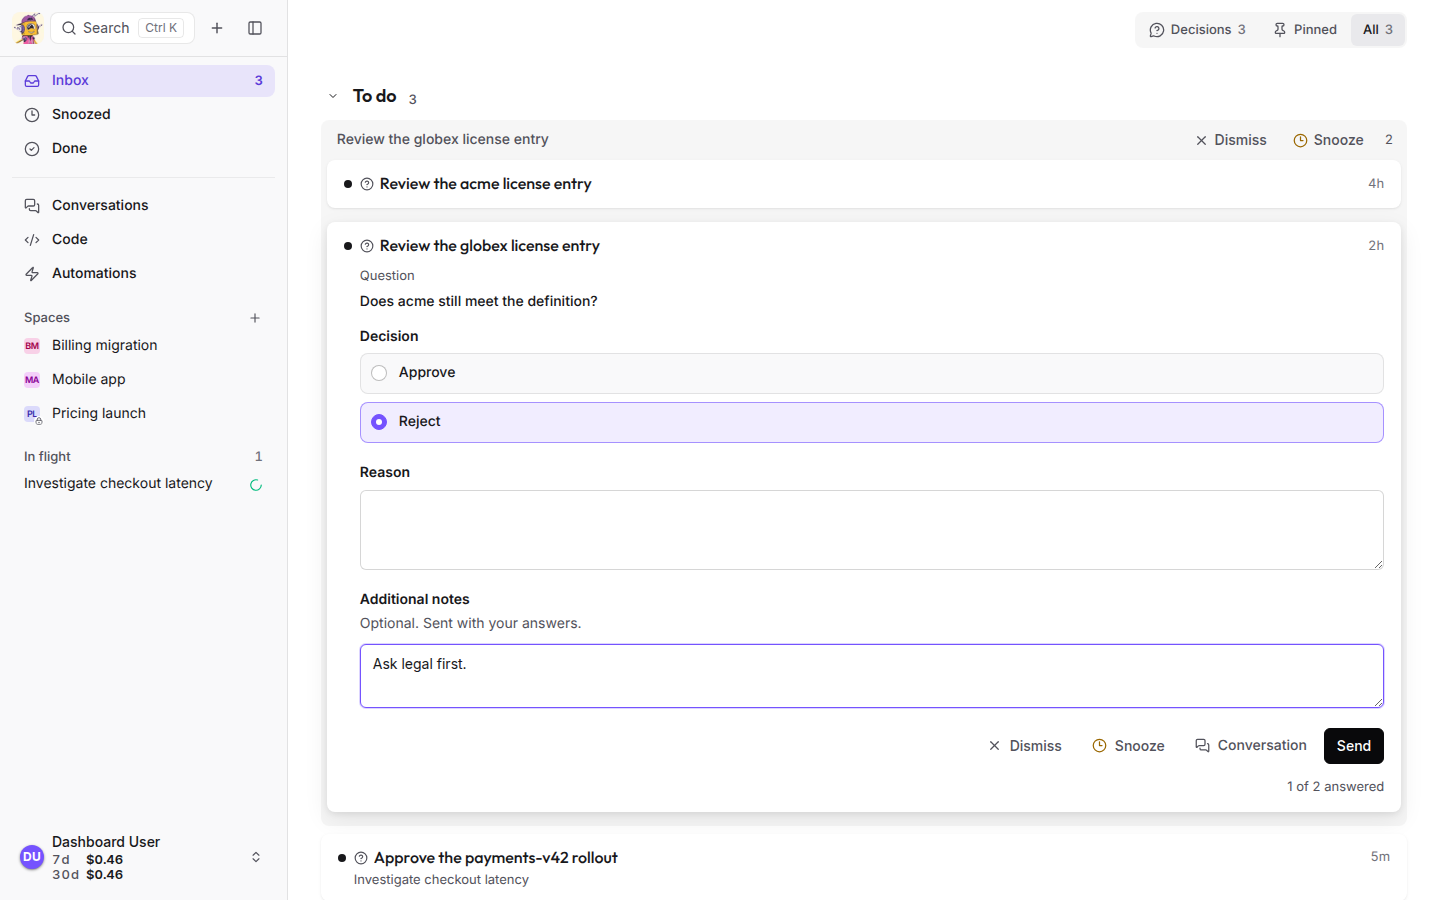 Search Ctrl K
Decisions 3 Pinned All 3
Inbox 3
Snoozed
Done
Conversations
Code
Automations
Spaces
BM Billing migration
MA Mobile app
PL Pricing launch
In flight 1
Investigate checkout latency
Dashboard User
DU
7d $0.46
30d $0.46
To do 3
Review the globex license entry Dismiss Snooze 2
Review the acme license entry 4h
Review the globex license entry 2h
Question
Does acme still meet the definition?
Decision
Approve
Reject
Reason
Additional notes
Optional. Sent with your answers.
Ask legal first.
Dismiss Snooze Conversation Send
1 of 2 answered
Approve the payments-v42 rollout 5m
Investigate checkout latency